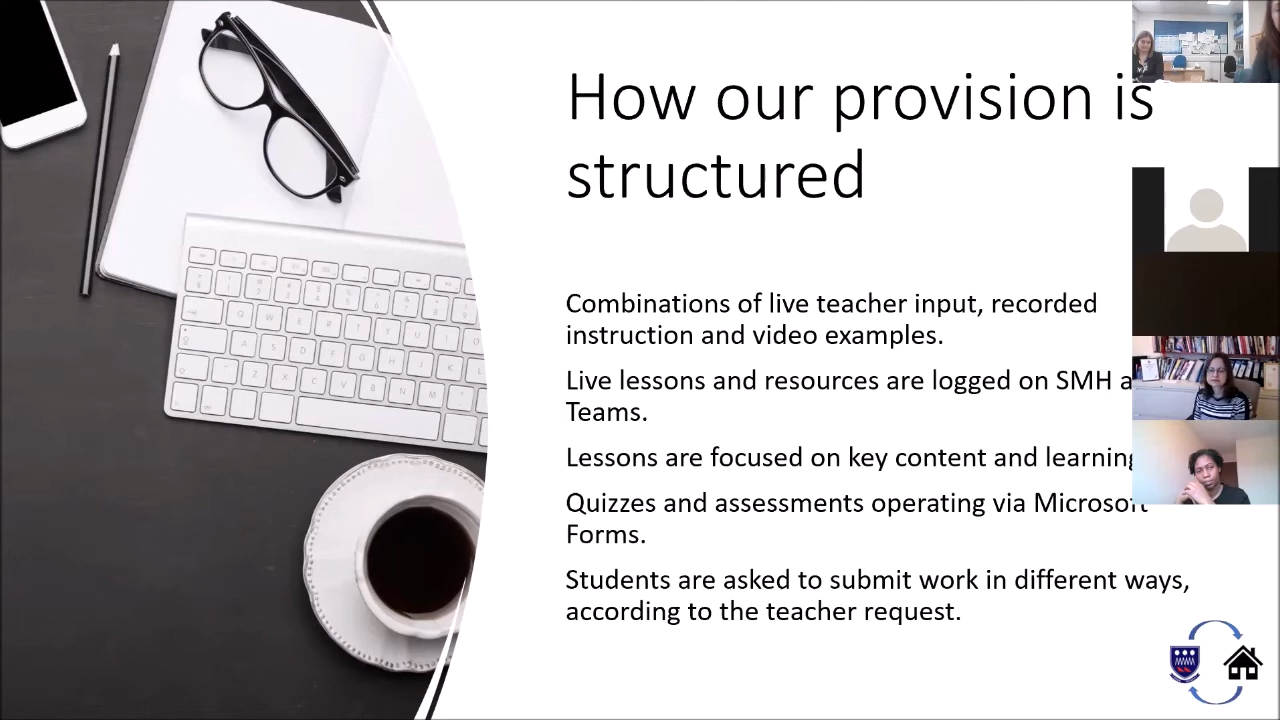 How our provision is
structured
Combinations of live teacher input, recorded
instruction and video examples.
Live lessons and resources are logged on SMH
Teams.
Lessons are focused on key content and learning
Quizzes and assessments operating via Microsoft
Forms.
Students are asked to submit work in different ways,
according to the teacher request.